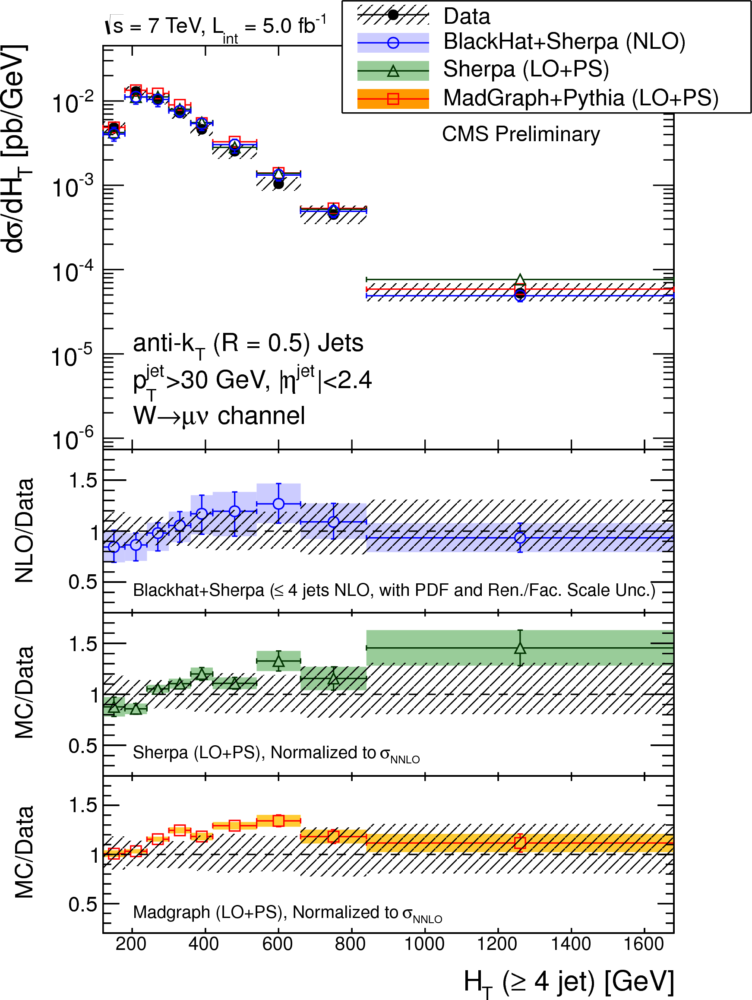 √s = 7 TeV, L_int = 5.0 fb⁻¹
Data
BlackHat+Sherpa (NLO)
Sherpa (LO+PS)
MadGraph+Pythia (LO+PS)
CMS Preliminary
dσ/dH_T [pb/GeV]
10⁻²
10⁻³
10⁻⁴
10⁻⁵
10⁻⁶
anti-k_T (R = 0.5) Jets
p_T^jet>30 GeV, |η^jet|<2.4
W→μν channel
NLO/Data
1.5
1
0.5
Blackhat+Sherpa (≤ 4 jets NLO, with PDF and Ren./Fac. Scale Unc.)
MC/Data
1.5
1
0.5
Sherpa (LO+PS), Normalized to σ_NNLO
MC/Data
1.5
1
0.5
Madgraph (LO+PS), Normalized to σ_NNLO
200 400 600 800 1000 1200 1400 1600
H_T (≥ 4 jet) [GeV]